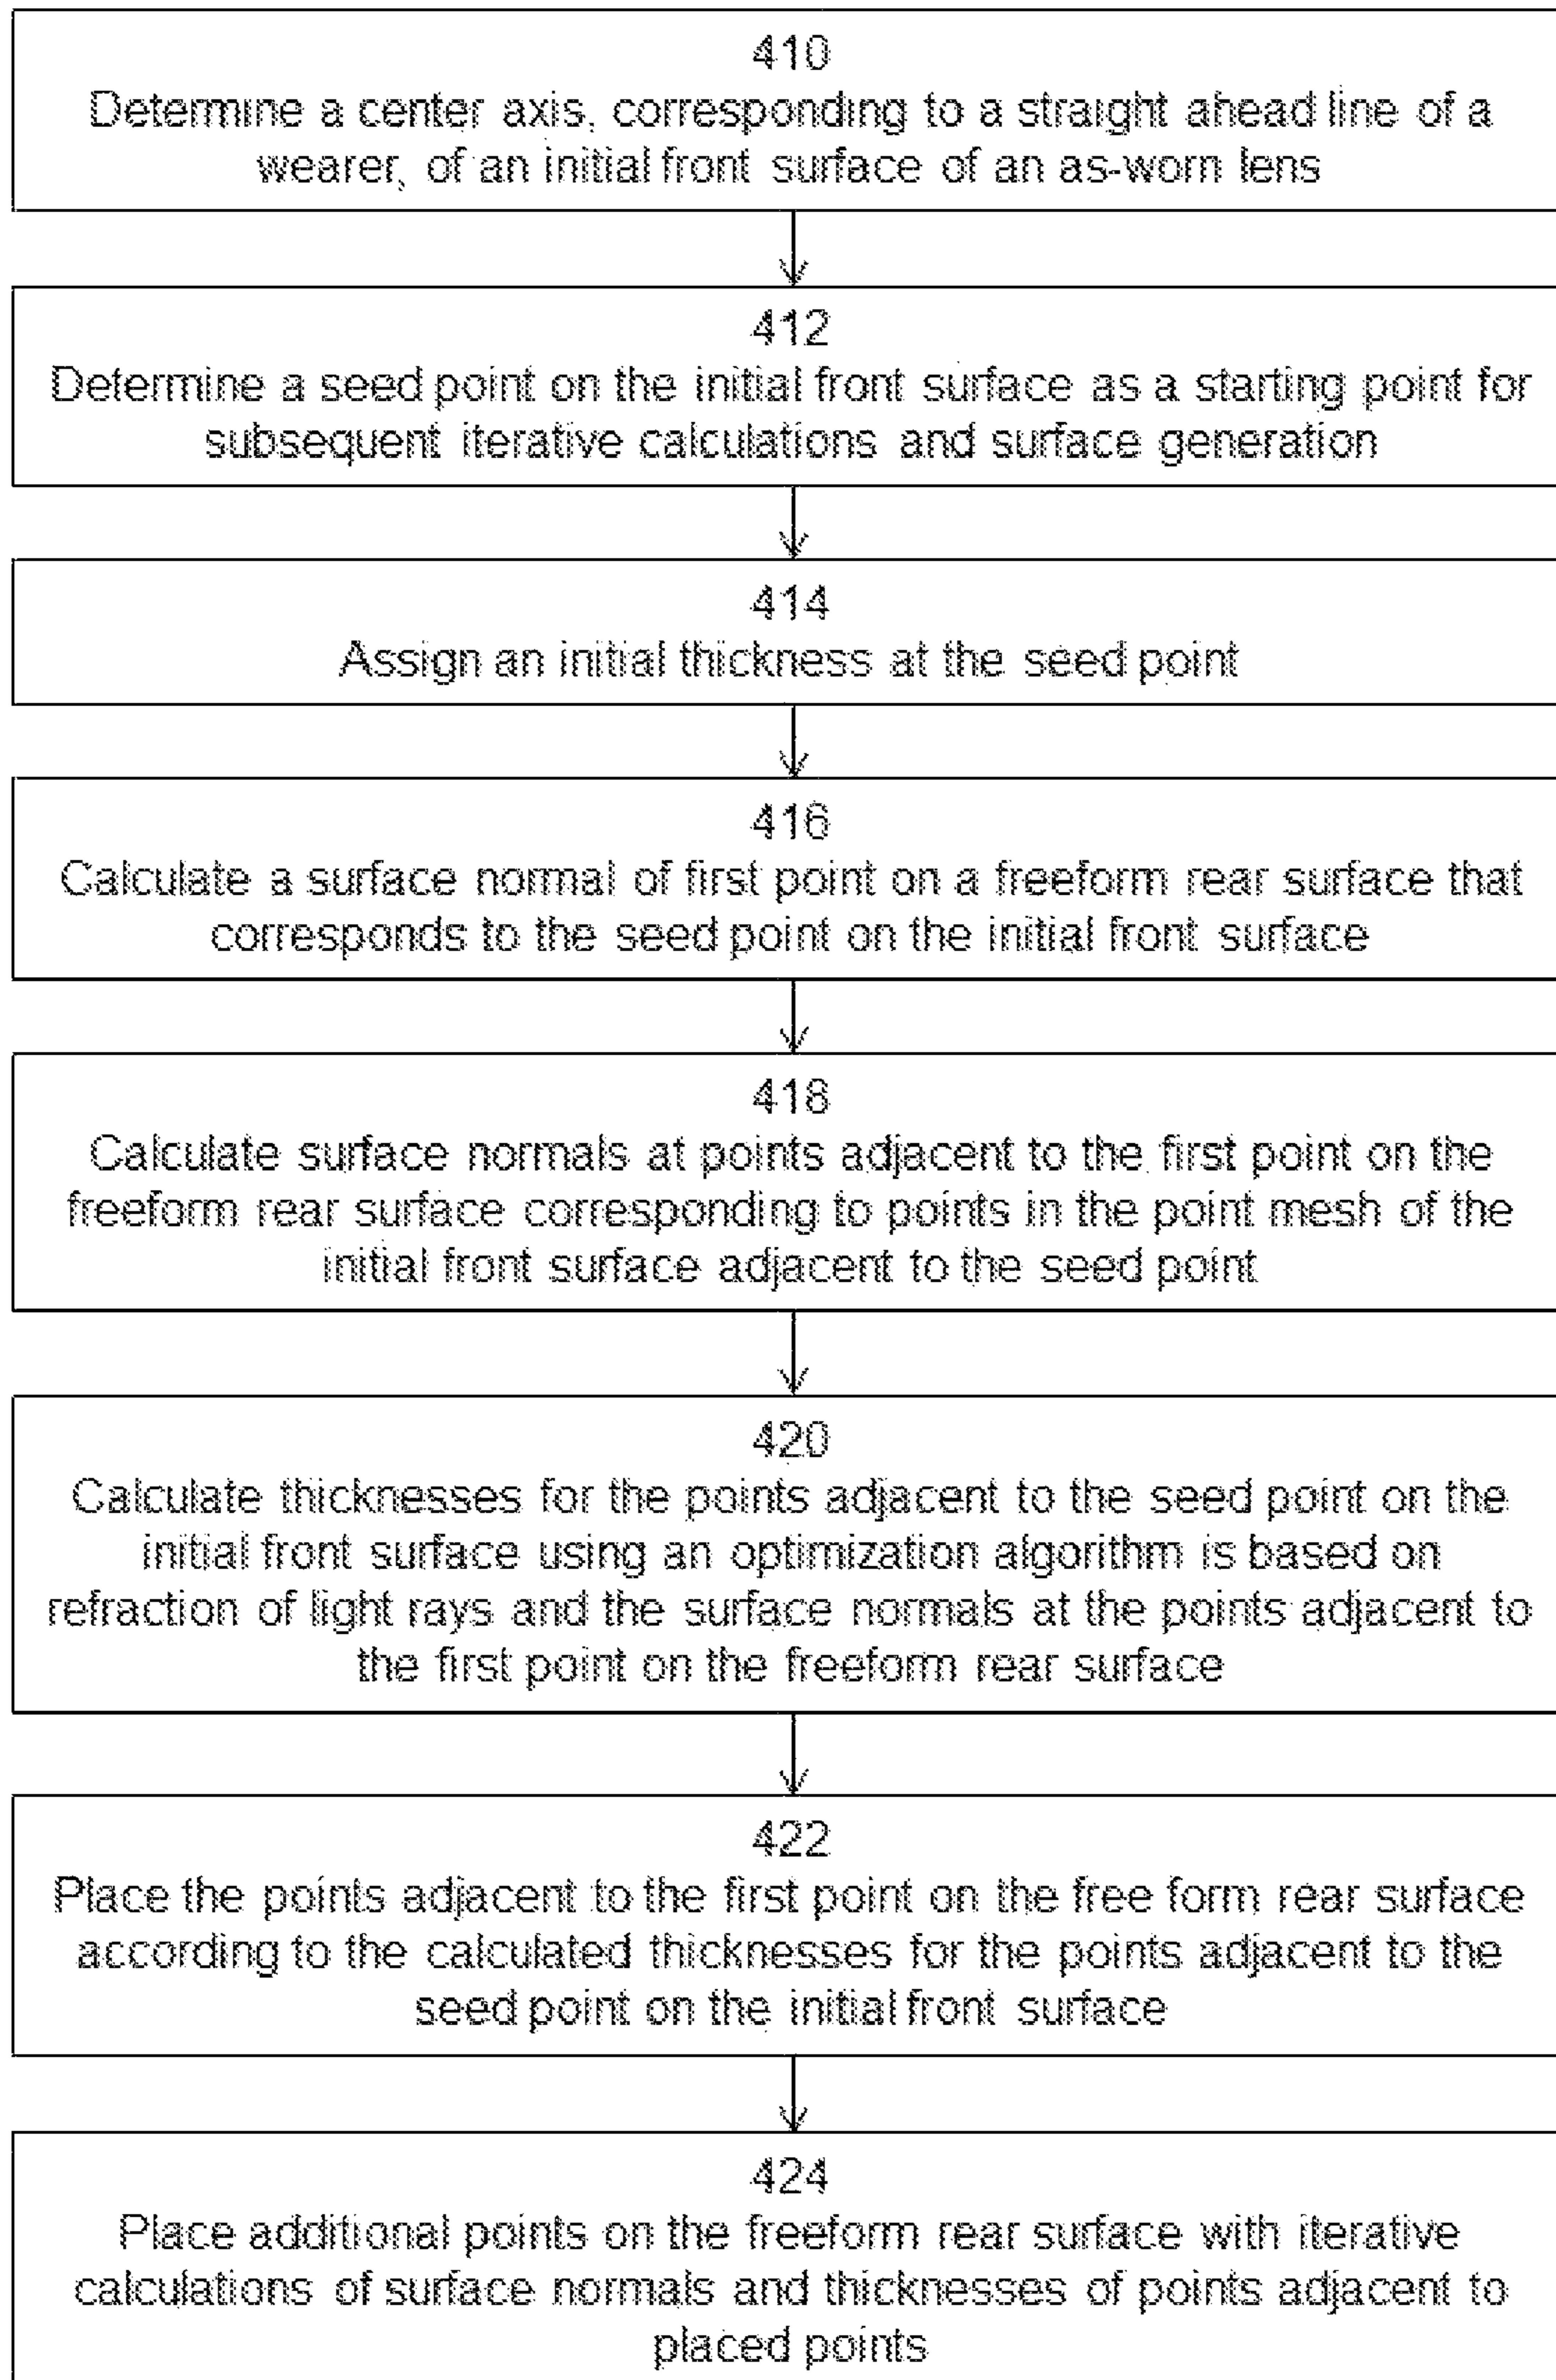 410
Determine a center axis, corresponding to a straight ahead line of a
wearer, of an initial front surface of an as-worn lens
412
Determine a seed point on the initial front surface as a starting point for
subsequent iterative calculations and surface generation
414
Assign an initial thickness at the seed point
416
Calculate a surface normal of first point on a freeform rear surface that
corresponds to the seed point on the initial front surface
418
Calculate surface normals at points adjacent to the first point on the
freeform rear surface corresponding to points in the point mesh of the
initial front surface adjacent to the seed point
420
Calculate thicknesses for the points adjacent to the seed point on the
initial front surface using an optimization algorithm is based on
refraction of light rays and the surface normals at the points adjacent to
the first point on the freeform rear surface
422
Place the points adjacent to the first point on the free form rear surface
according to the calculated thicknesses for the points adjacent to the
seed point on the initial front surface
424
Place additional points on the freeform rear surface with iterative
calculations of surface normals and thicknesses of points adjacent to
placed points